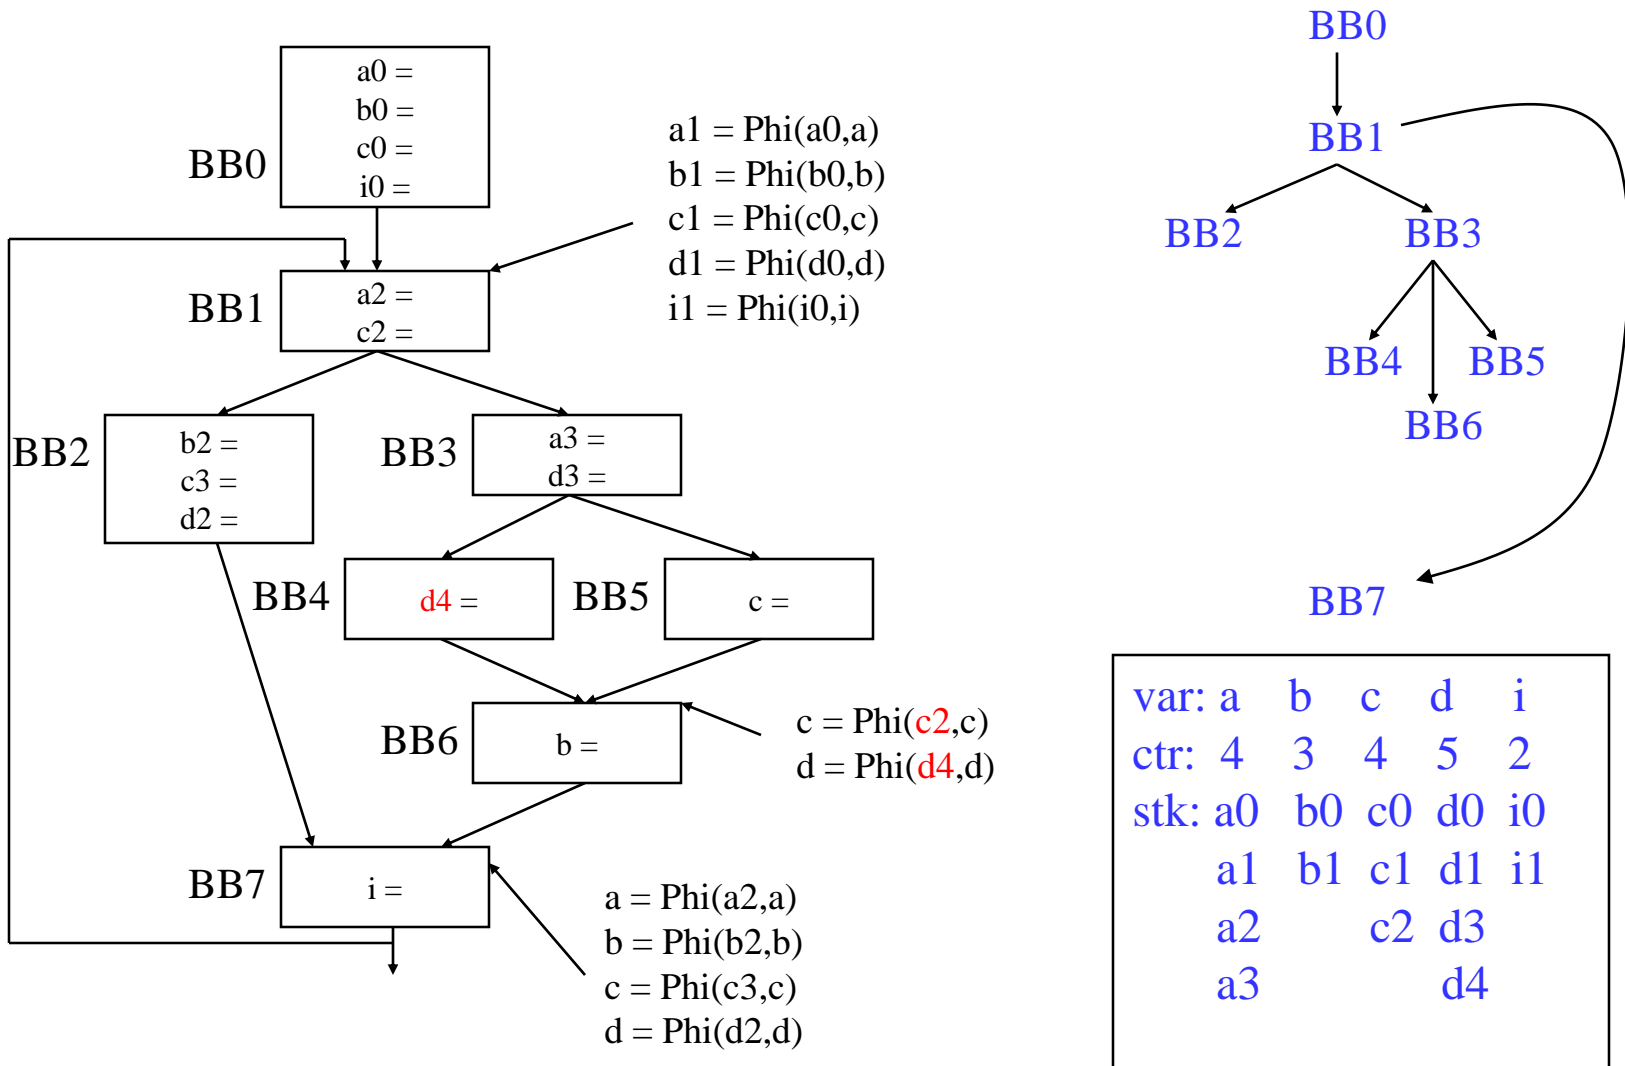 BB0
a0 =
b0 =
c0 =
i0 =
a1 = Phi(a0,a)
b1 = Phi(b0,b)
c1 = Phi(c0,c)
d1 = Phi(d0,d)
i1 = Phi(i0,i)
BB1
a2 =
c2 =
BB2
b2 =
c3 =
d2 =
BB3
a3 =
d3 =
BB4
d4 =
BB5
c =
BB6
b =
c = Phi(c2,c)
d = Phi(d4,d)
BB7
i =
a = Phi(a2,a)
b = Phi(b2,b)
c = Phi(c3,c)
d = Phi(d2,d)
BB0
BB1
BB2 BB3
BB4 BB5
BB6
BB7
var: a b c d i
ctr: 4 3 4 5 2
stk: a0 b0 c0 d0 i0
a1 b1 c1 d1 i1
a2 c2 d3
a3 d4